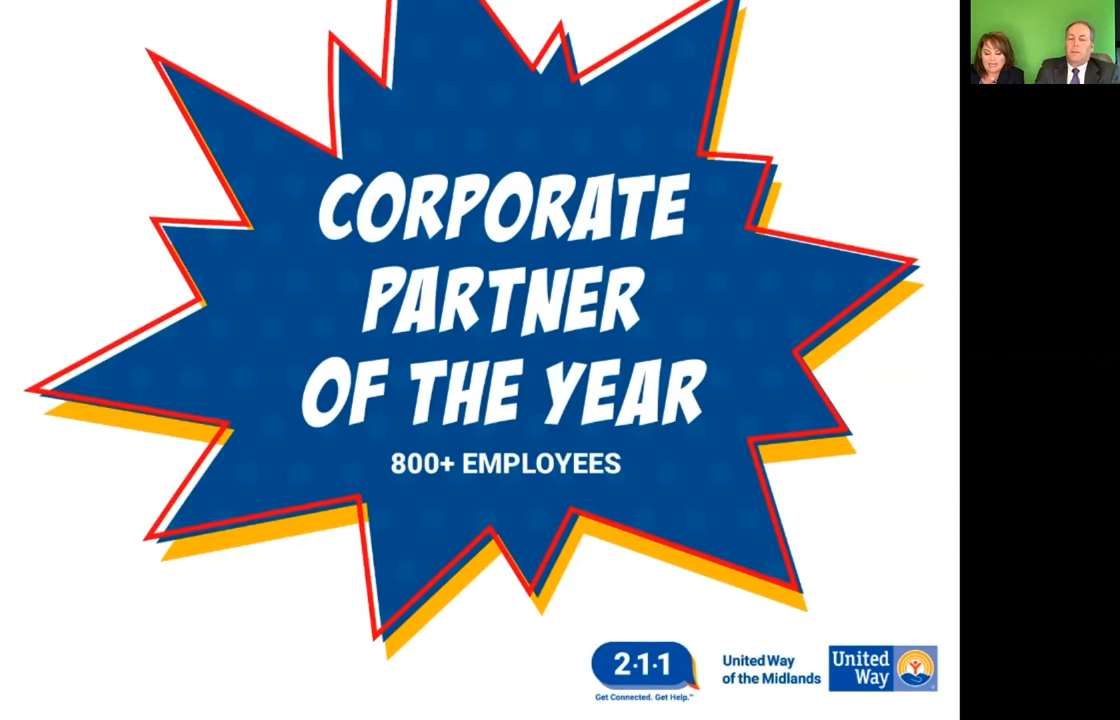 CORPORATE
PARTNER
OF THE YEAR
800+ EMPLOYEES
2·1·1
Get Connected. Get Help.™
United Way
of the Midlands
United
Way